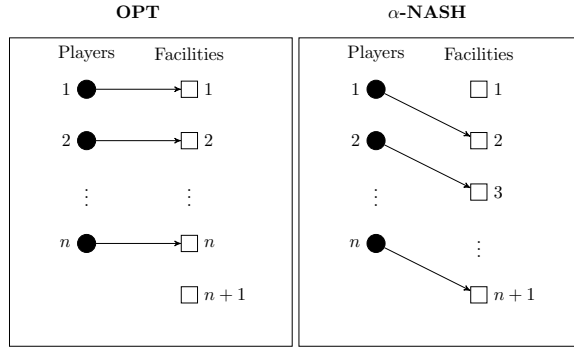 OPT
Players Facilities
1 1
2 2
⋮ ⋮
n n
n + 1
α-NASH
Players Facilities
1 1
2 2
⋮ 3
n ⋮
n + 1